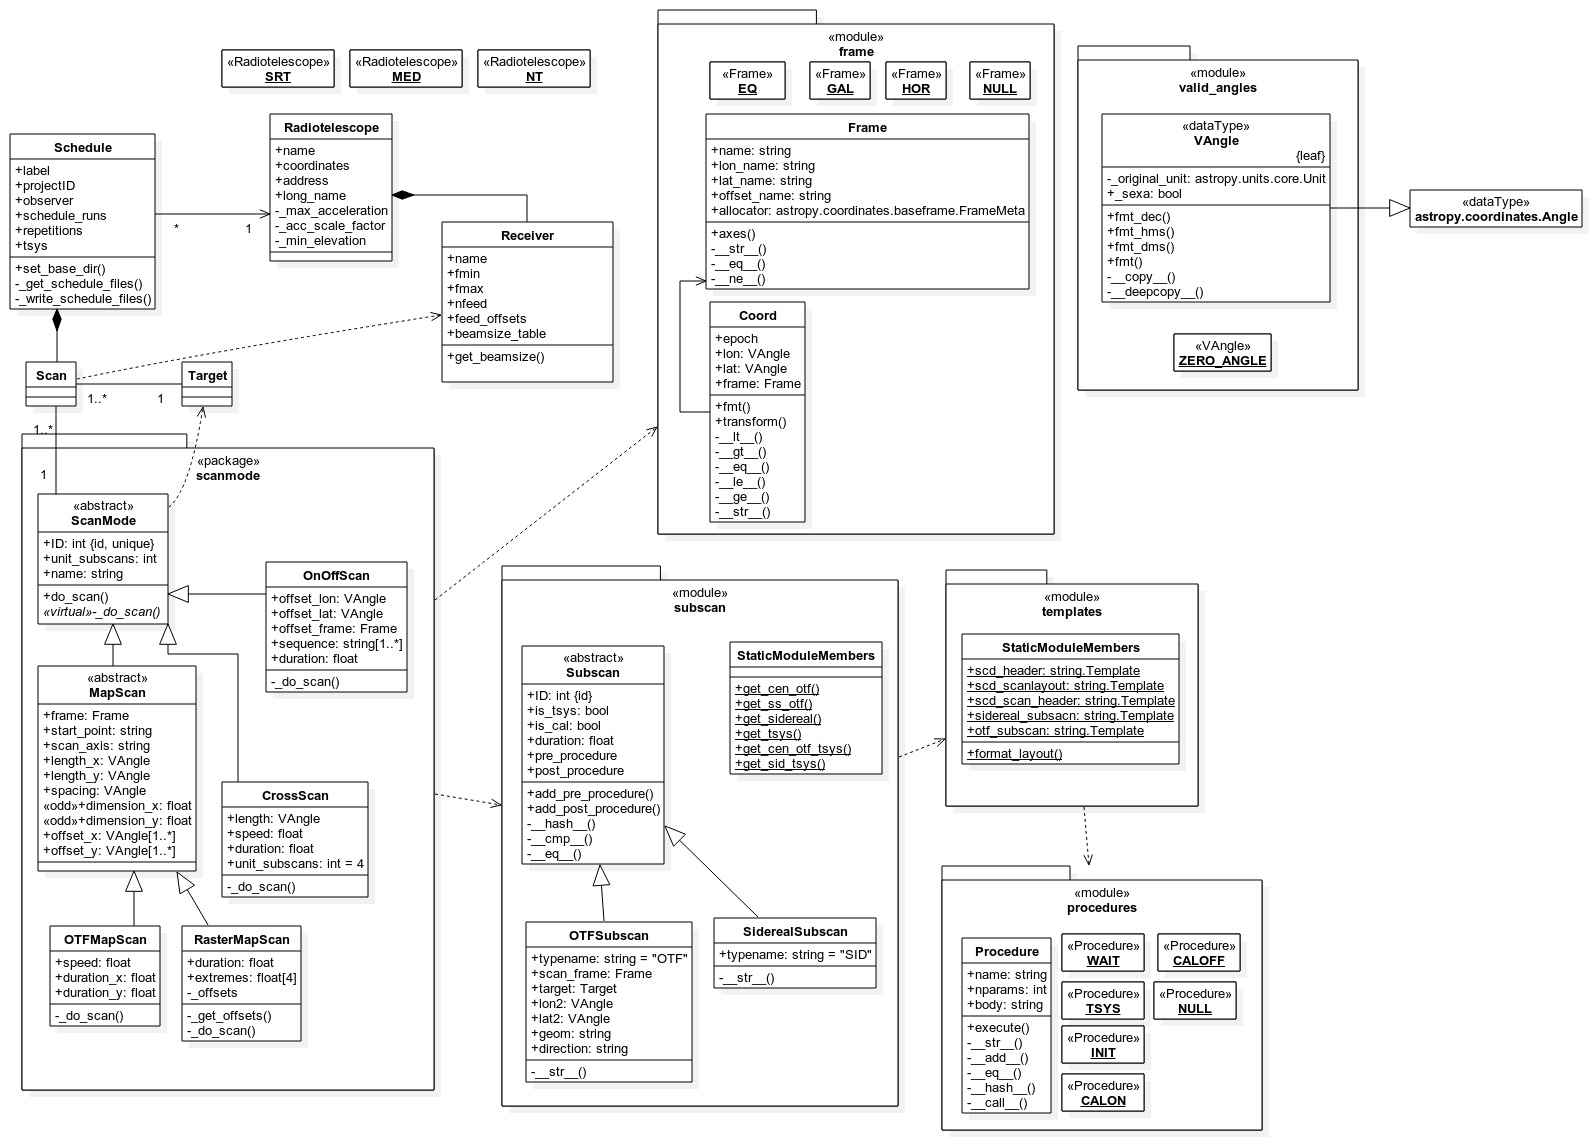 «Radiotelescope»
SRT
«Radiotelescope»
MED
«Radiotelescope»
NT
Schedule
+label
+projectID
+observer
+schedule_runs
+repetitions
+tsys
+set_base_dir()
-_get_schedule_files()
-_write_schedule_files()
*
1
Radiotelescope
+name
+coordinates
+address
+long_name
-_max_acceleration
-_acc_scale_factor
-_min_elevation
Receiver
+name
+fmin
+fmax
+nfeed
+feed_offsets
+beamsize_table
+get_beamsize()
Scan
1..*
1
Target
1..*
1
«package»
scanmode
«abstract»
ScanMode
+ID: int {id, unique}
+unit_subscans: int
+name: string
+do_scan()
«virtual»-_do_scan()
OnOffScan
+offset_lon: VAngle
+offset_lat: VAngle
+offset_frame: Frame
+sequence: string[1..*]
+duration: float
-_do_scan()
«abstract»
MapScan
+frame: Frame
+start_point: string
+scan_axis: string
+length_x: VAngle
+length_y: VAngle
+spacing: VAngle
«odd»+dimension_x: float
«odd»+dimension_y: float
+offset_x: VAngle[1..*]
+offset_y: VAngle[1..*]
CrossScan
+length: VAngle
+speed: float
+duration: float
+unit_subscans: int = 4
-_do_scan()
OTFMapScan
+speed: float
+duration_x: float
+duration_y: float
-_do_scan()
RasterMapScan
+duration: float
+extremes: float[4]
-_offsets
-_get_offsets()
-_do_scan()
«module»
frame
«Frame»
EQ
«Frame»
GAL
«Frame»
HOR
«Frame»
NULL
Frame
+name: string
+lon_name: string
+lat_name: string
+offset_name: string
+allocator: astropy.coordinates.baseframe.FrameMeta
+axes()
-__str__()
-__eq__()
-__ne__()
Coord
+epoch
+lon: VAngle
+lat: VAngle
+frame: Frame
+fmt()
+transform()
-__lt__()
-__gt__()
-__eq__()
-__le__()
-__ge__()
-__str__()
«module»
valid_angles
«dataType»
VAngle
{leaf}
-_original_unit: astropy.units.core.Unit
+_sexa: bool
+fmt_dec()
+fmt_hms()
+fmt_dms()
+fmt()
-__copy__()
-__deepcopy__()
«VAngle»
ZERO_ANGLE
«dataType»
astropy.coordinates.Angle
«module»
subscan
«abstract»
Subscan
+ID: int {id}
+is_tsys: bool
+is_cal: bool
+duration: float
+pre_procedure
+post_procedure
+add_pre_procedure()
+add_post_procedure()
-__hash__()
-__cmp__()
-__eq__()
StaticModuleMembers
+get_cen_otf()
+get_ss_otf()
+get_sidereal()
+get_tsys()
+get_cen_otf_tsys()
+get_sid_tsys()
OTFSubscan
+typename: string = "OTF"
+scan_frame: Frame
+target: Target
+lon2: VAngle
+lat2: VAngle
+geom: string
+direction: string
-__str__()
SiderealSubscan
+typename: string = "SID"
-__str__()
«module»
templates
StaticModuleMembers
+scd_header: string.Template
+scd_scanlayout: string.Template
+scd_scan_header: string.Template
+sidereal_subsacn: string.Template
+otf_subscan: string.Template
+format_layout()
«module»
procedures
Procedure
+name: string
+nparams: int
+body: string
+execute()
-__str__()
-__add__()
-__eq__()
-__hash__()
-__call__()
«Procedure»
WAIT
«Procedure»
CALOFF
«Procedure»
TSYS
«Procedure»
NULL
«Procedure»
INIT
«Procedure»
CALON